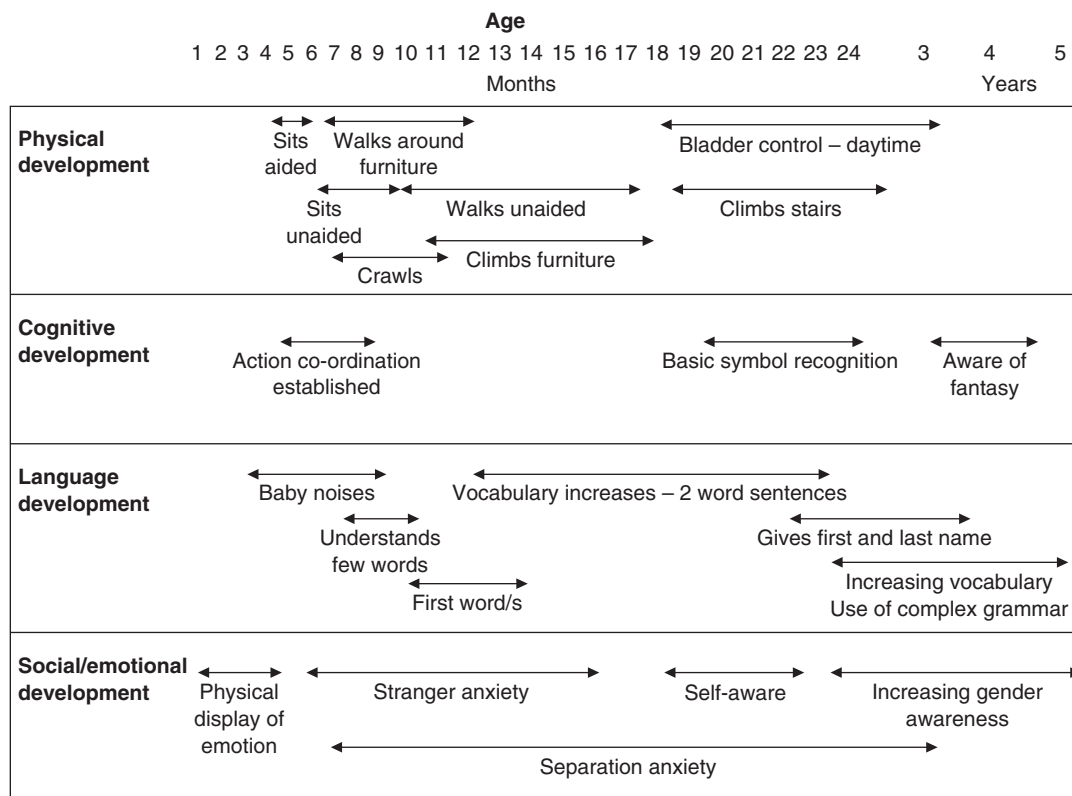 Age
1 2 3 4 5 6 7 8 9 10 11 12 13 14 15 16 17 18 19 20 21 22 23 24 3 4 5
Months Years
Physical
development
Sits
aided
Walks around
furniture
Bladder control – daytime
Sits
unaided
Walks unaided
Climbs stairs
Crawls
Climbs furniture
Cognitive
development
Action co-ordination
established
Basic symbol recognition
Aware of
fantasy
Language
development
Baby noises
Vocabulary increases – 2 word sentences
Understands
few words
Gives first and last name
First word/s
Increasing vocabulary
Use of complex grammar
Social/emotional
development
Physical
display of
emotion
Stranger anxiety
Self-aware
Increasing gender
awareness
Separation anxiety